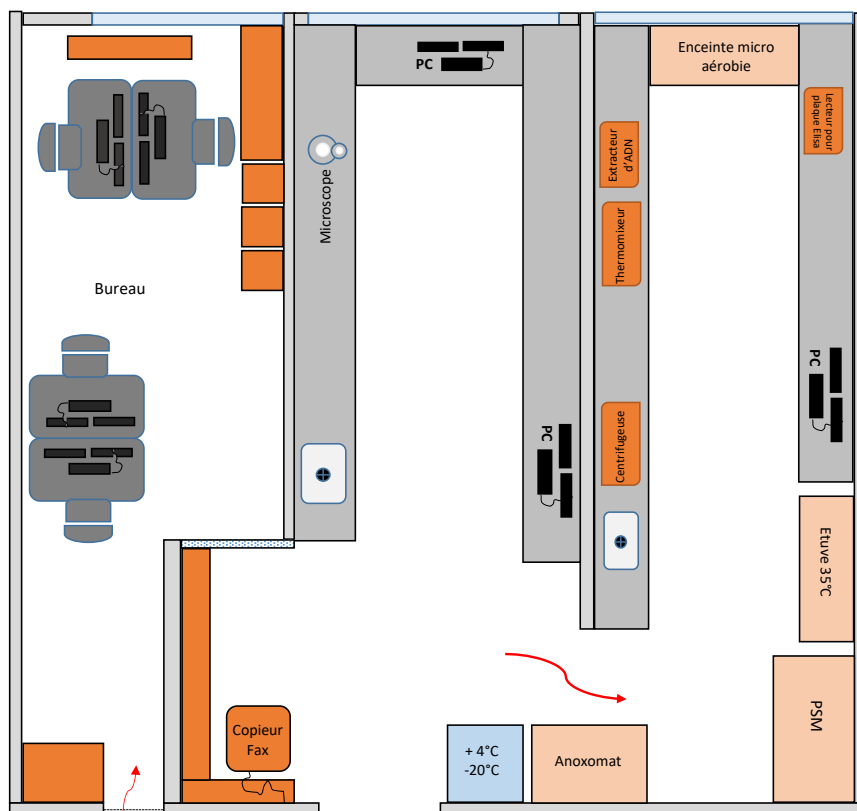 Bureau
Microscope
PC
PC
Copieur
Fax
+ 4°C
-20°C
Anoxomat
Extracteur
d'ADN
Thermomixeur
Centrifugeuse
Enceinte micro
aérobie
Lecteur pour
plaque Elisa
PC
Etuve 35°C
PSM